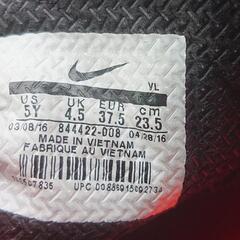 VL
US UK EUR cm
5Y 4.5 37.5 23.5
03/08/16 844422-008 04/28/16
MADE IN VIETNAM
FABRIQUE AU VIETNAM
UPC